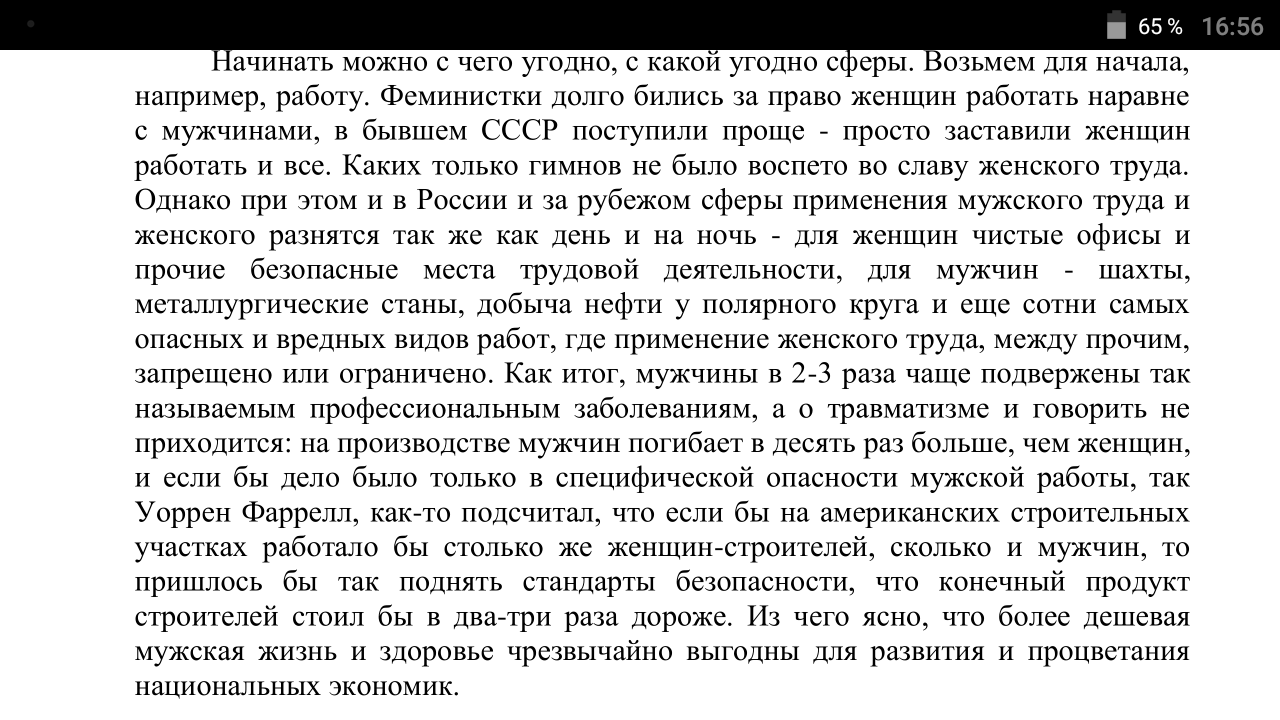 65 % 16:56
Начинать можно с чего угодно, с какой угодно сферы. Возьмем для начала,
например, работу. Феминистки долго бились за право женщин работать наравне
с мужчинами, в бывшем СССР поступили проще - просто заставили женщин
работать и все. Каких только гимнов не было воспето во славу женского труда.
Однако при этом и в России и за рубежом сферы применения мужского труда и
женского разнятся так же как день и на ночь - для женщин чистые офисы и
прочие безопасные места трудовой деятельности, для мужчин - шахты,
металлургические станы, добыча нефти у полярного круга и еще сотни самых
опасных и вредных видов работ, где применение женского труда, между прочим,
запрещено или ограничено. Как итог, мужчины в 2-3 раза чаще подвержены так
называемым профессиональным заболеваниям, а о травматизме и говорить не
приходится: на производстве мужчин погибает в десять раз больше, чем женщин,
и если бы дело было только в специфической опасности мужской работы, так
Уоррен Фаррелл, как-то подсчитал, что если бы на американских строительных
участках работало бы столько же женщин-строителей, сколько и мужчин, то
пришлось бы так поднять стандарты безопасности, что конечный продукт
строителей стоил бы в два-три раза дороже. Из чего ясно, что более дешевая
мужская жизнь и здоровье чрезвычайно выгодны для развития и процветания
национальных экономик.